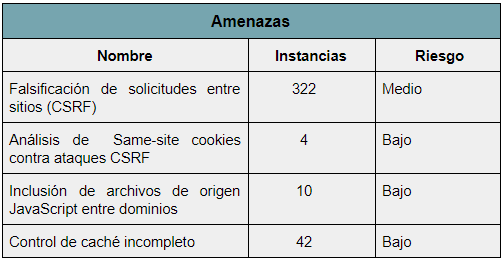 Amenazas
Nombre Instancias Riesgo
Falsificación de solicitudes entre 322 Medio
sitios (CSRF)
Análisis de Same-site cookies 4 Bajo
contra ataques CSRF
Inclusión de archivos de origen 10 Bajo
JavaScript entre dominios
Control de caché incompleto 42 Bajo